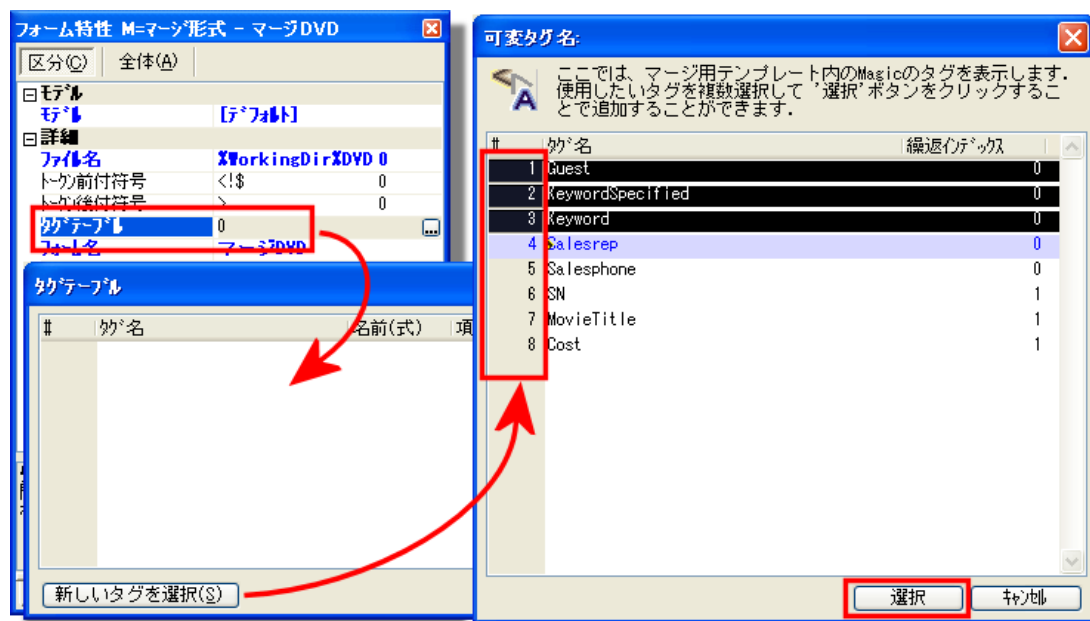 フォーム特性 M=マージ形式 - マージDVD
区分(C) 全体(A)
モデル
モデル [デフォルト]
詳細
ファイル名 %WorkingDir%DVD 0
トークン前付符号 <!$ 0
トークン後付符号 > 0
タグテーブル 0 ...
フォーム名 マージDVD
タグテーブル
# タグ名 名前(式) 項
新しいタグを選択(S)
可変タグ名:
ここでは、マージ用テンプレート内のMagicのタグを表示します.
使用したいタグを複数選択して '選択'ボタンをクリックするこ
とで追加することができます.
# タグ名 繰返インデックス
1 Guest 0
2 KeywordSpecified 0
3 Keyword 0
4 Salesrep 0
5 Salesphone 0
6 SN 1
7 MovieTitle 1
8 Cost 1
選択 キャンセル